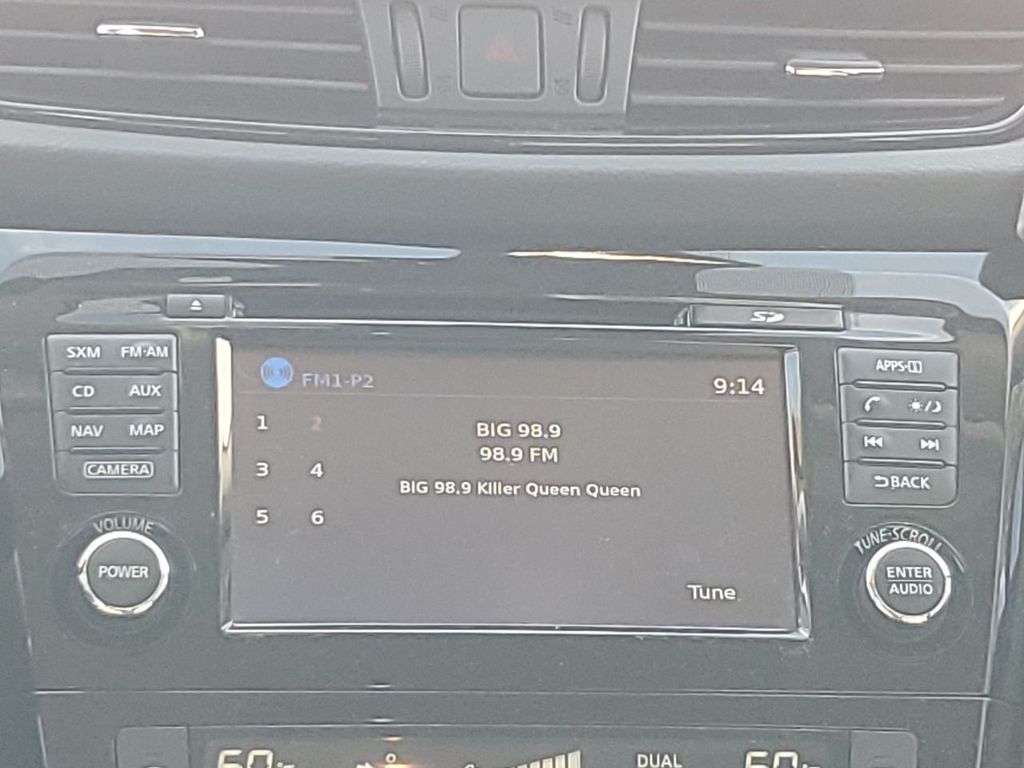 SD
SXM FM·AM
CD AUX
NAV MAP
CAMERA
VOLUME
POWER
FM1-P2
9:14
1 2
3 4
5 6
BIG 98.9
98.9 FM
BIG 98.9 Killer Queen Queen
Tune
APPS·
BACK
TUNE·SCROLL
ENTER
AUDIO
60°F
DUAL
60°F